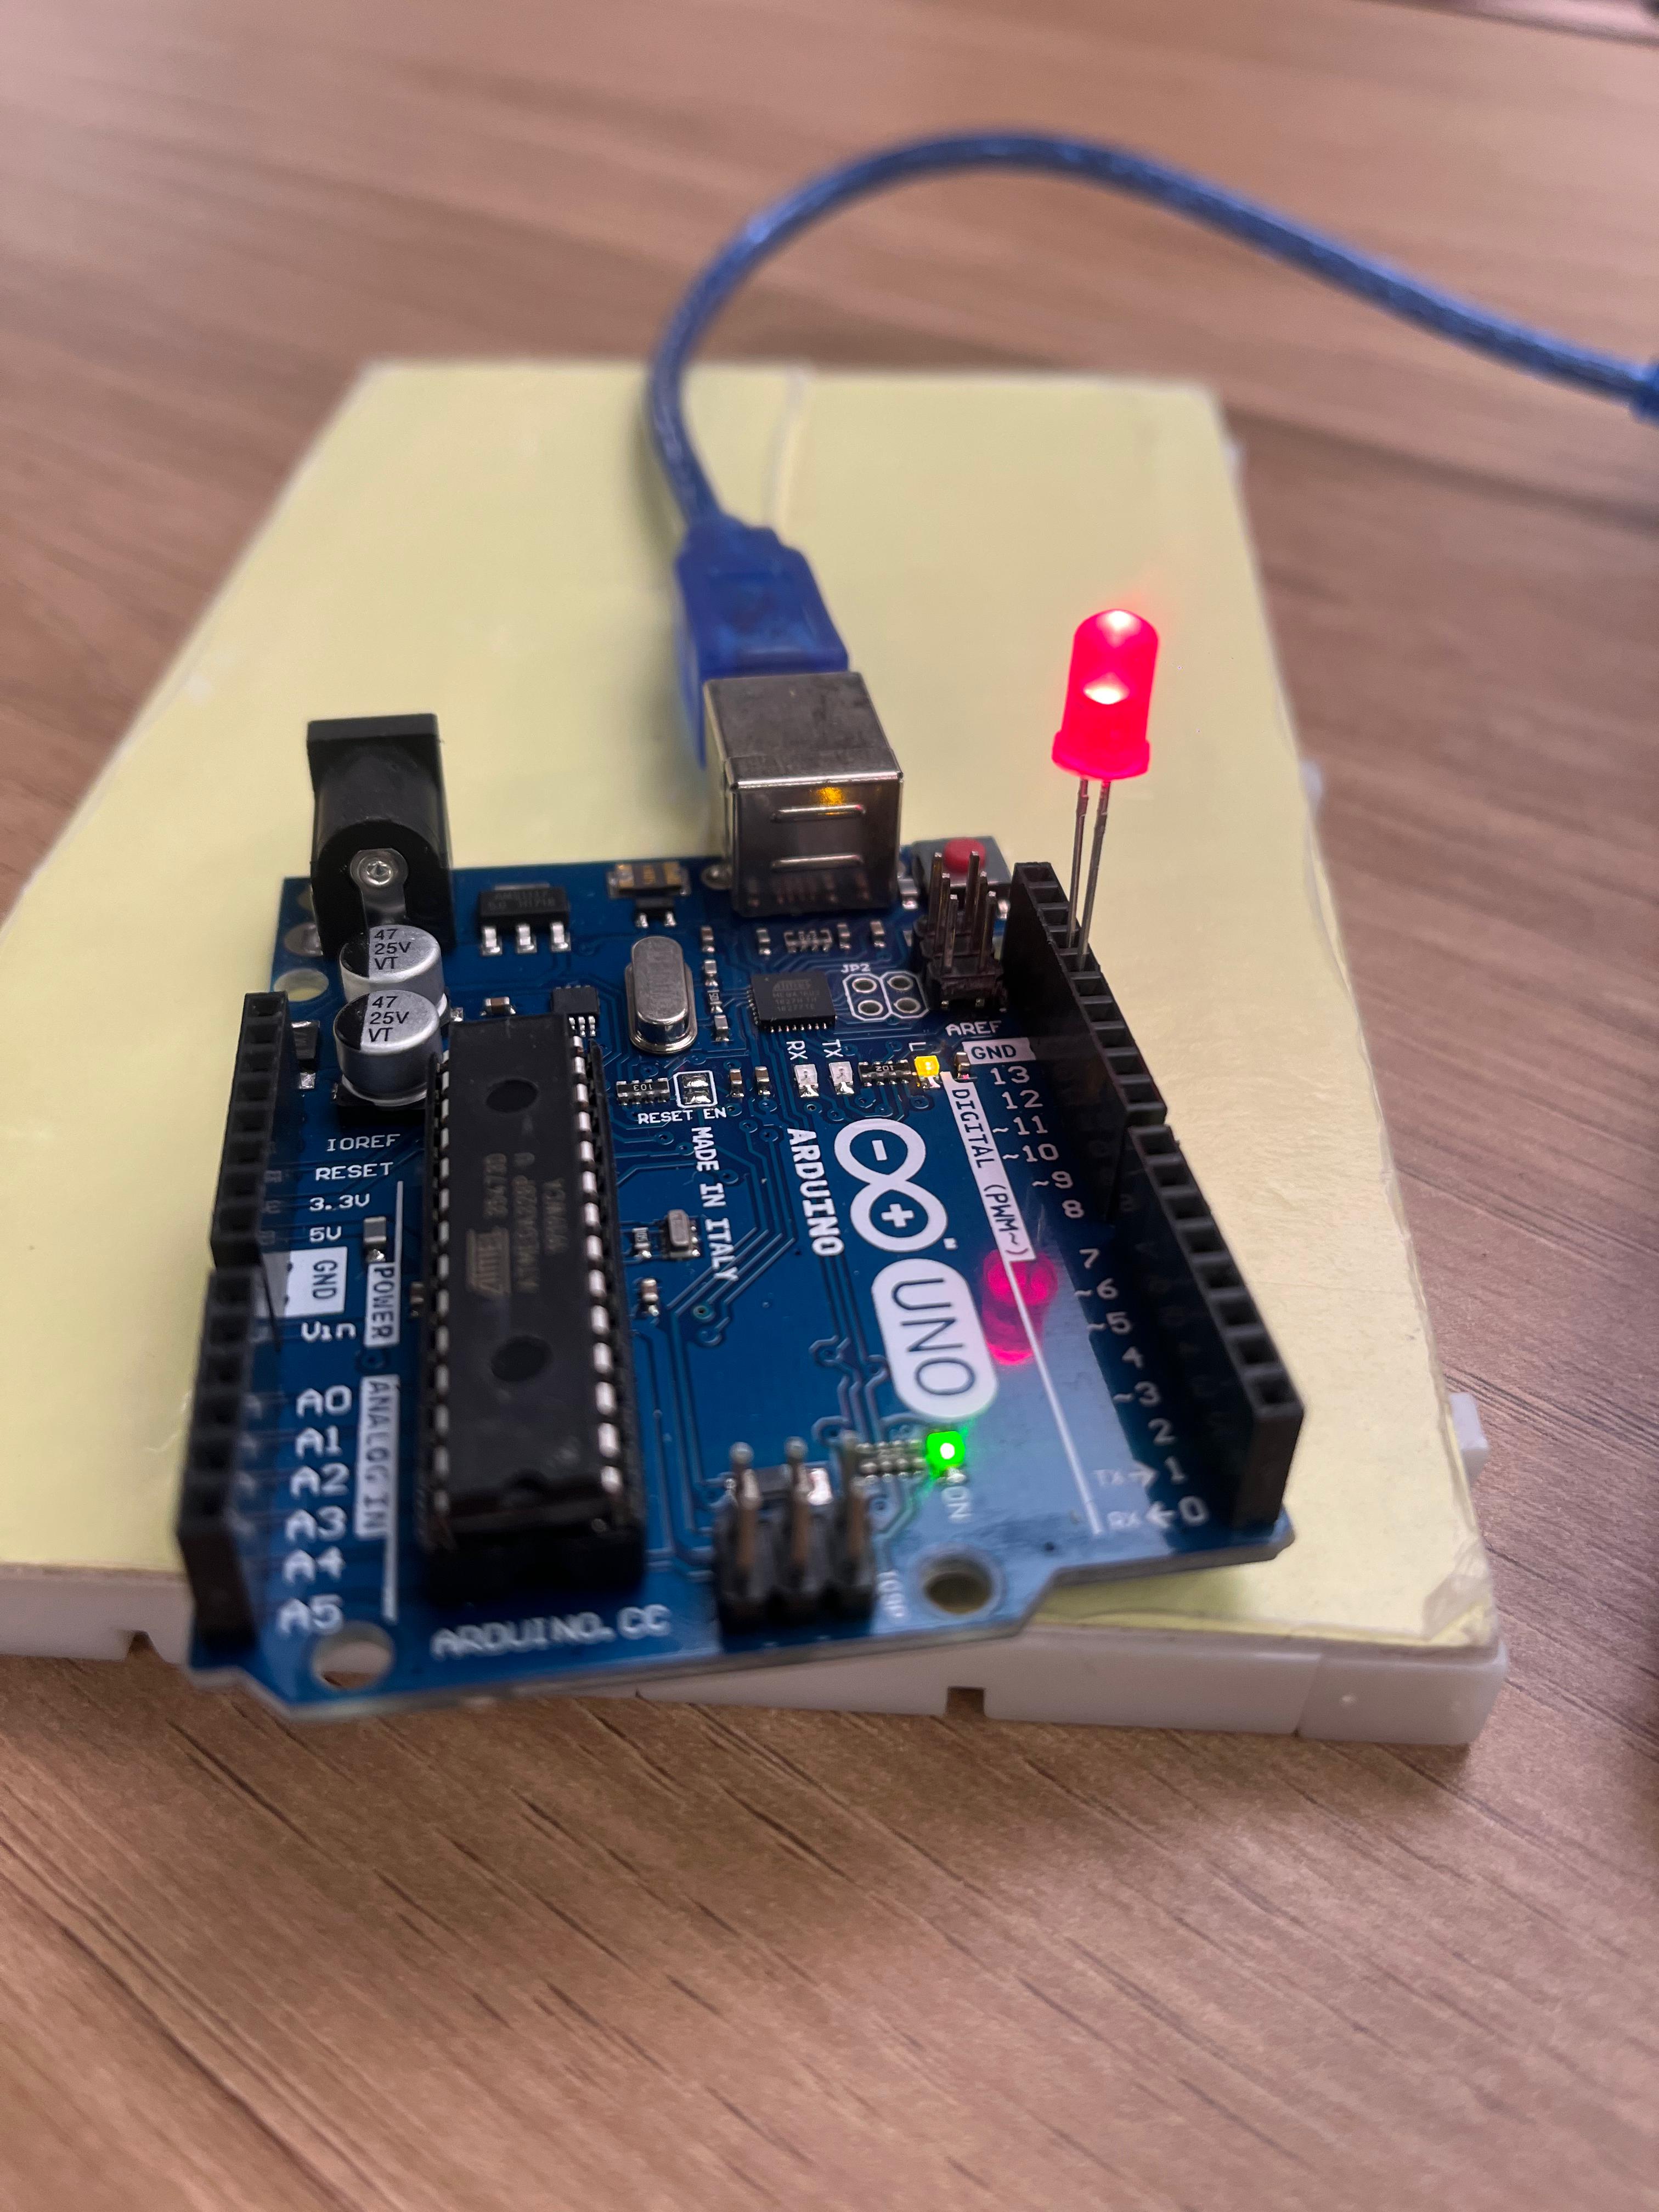 47
25V
VT
47
25V
VT
JP2
AREF
GND
RX
TX
L
13
12
~11
~10
~9
8
102
103
RESET EN
DIGITAL (PWM~)
MADE IN ITALY
ARDUINO
UNO
IOREF
RESET
3.3V
5V
GND
Vin
POWER
7
~6
~5
4
~3
2
TX→1
RX←0
A0
A1
A2
A3
A4
A5
ANALOG IN
ON
ICSP
ARDUINO.CC